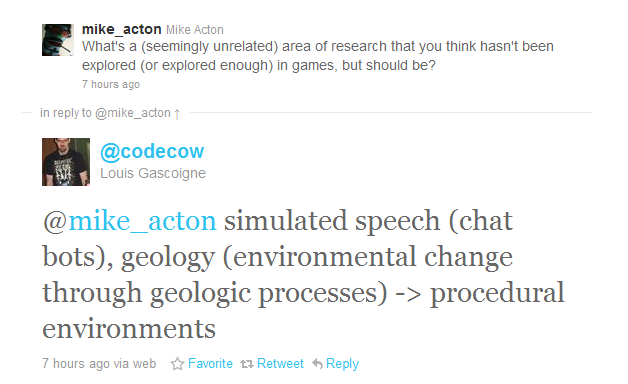 mike_acton Mike Acton
What's a (seemingly unrelated) area of research that you think hasn't been
explored (or explored enough) in games, but should be?
7 hours ago
in reply to @mike_acton ↑
@codecow
Louis Gascoigne
@mike_acton simulated speech (chat
bots), geology (environmental change
through geologic processes) -> procedural
environments
7 hours ago via web Favorite Retweet Reply